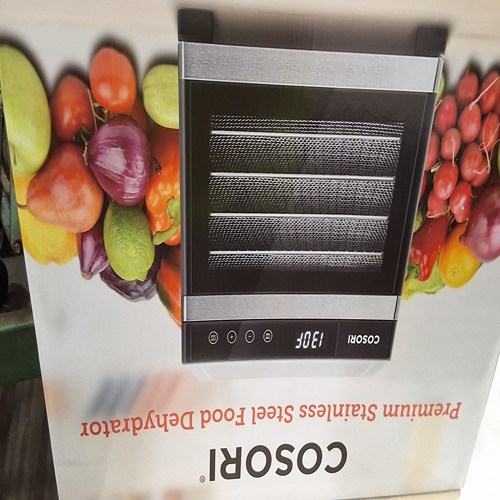 COSORI®
Premium Stainless Steel Food Dehydrator
COSORI
130F